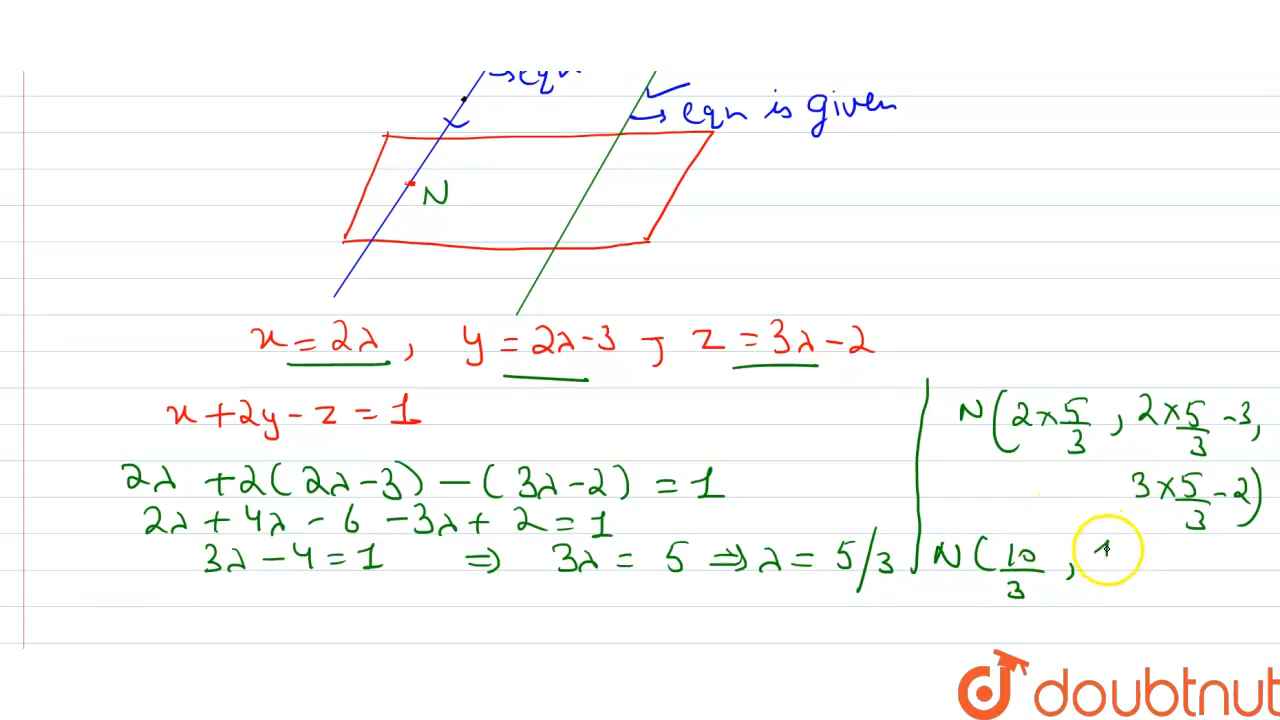 → eqn is given
N
x = 2λ, y = 2λ-3, z = 3λ-2
x + 2y - z = 1
2λ + 2(2λ-3) - (3λ-2) = 1
2λ + 4λ - 6 - 3λ + 2 = 1
3λ - 4 = 1 ⇒ 3λ = 5 ⇒ λ = 5/3
N(2×5/3, 2×5/3 -3,
3×5/3 -2)
N(10/3,
doubtnut